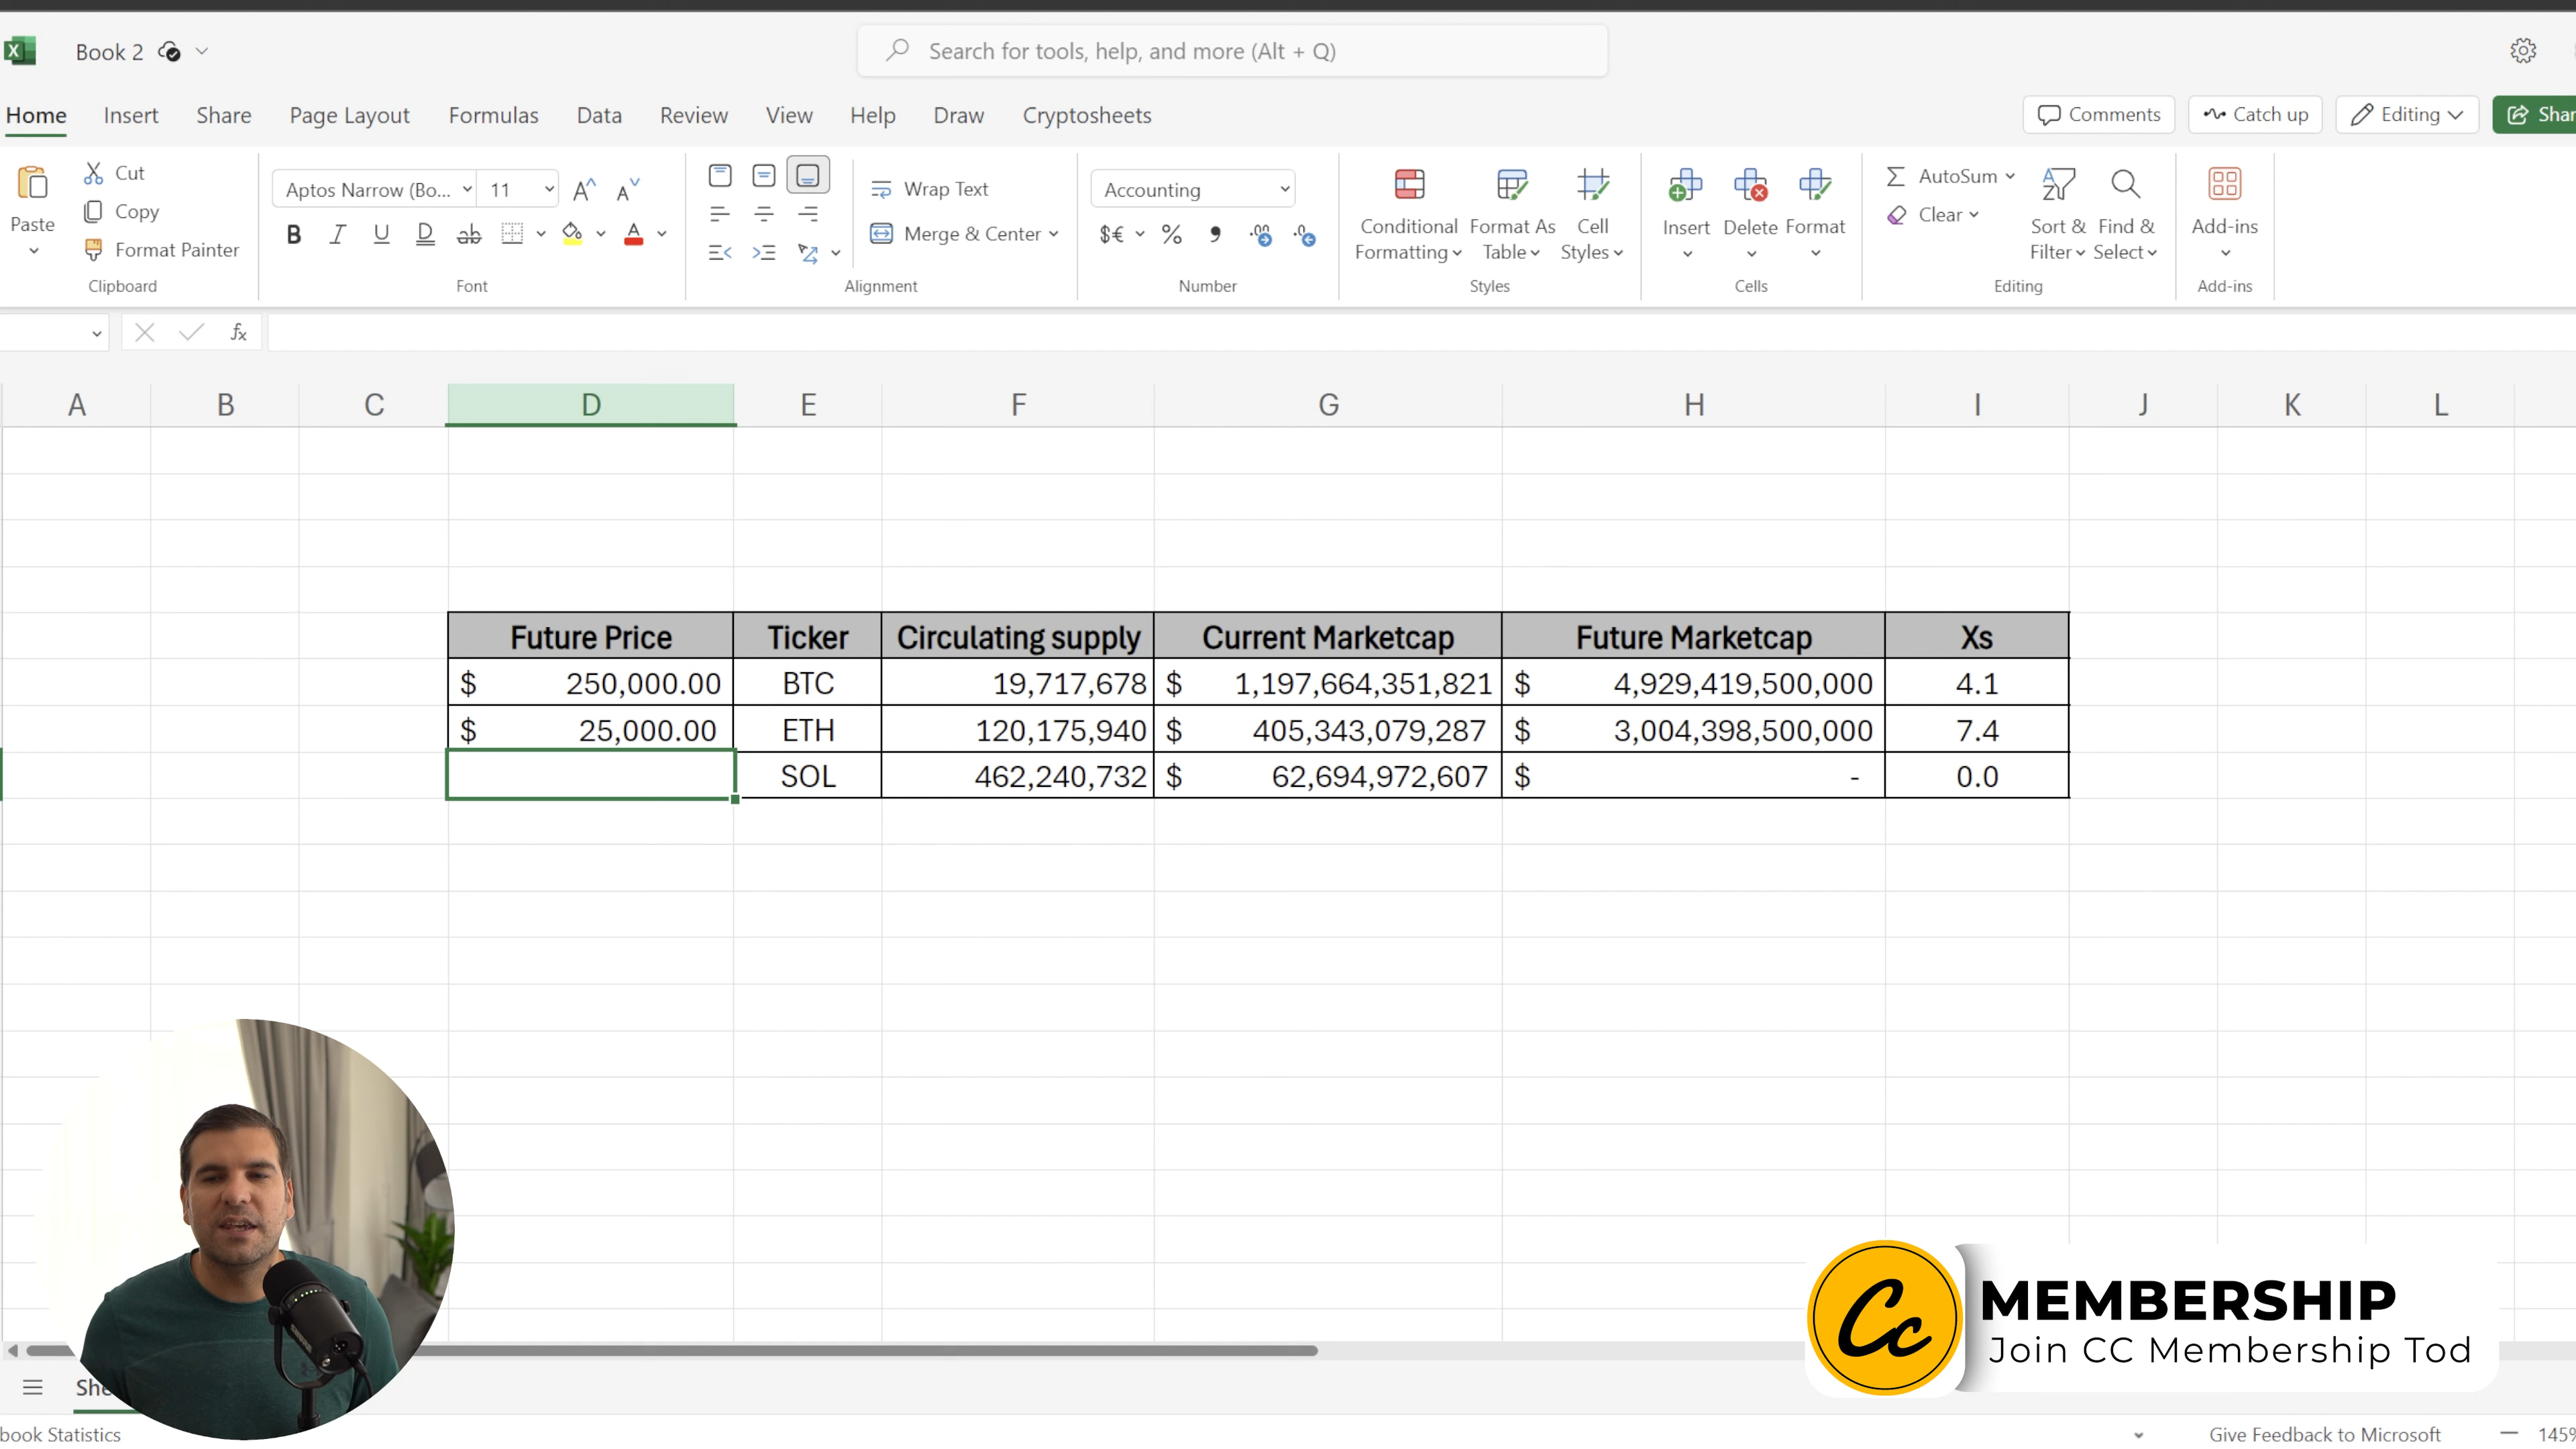 Book 2
Search for tools, help, and more (Alt + Q)
Home Insert Share Page Layout Formulas Data Review View Help Draw Cryptosheets
Comments Catch up Editing
Paste
Cut
Copy
Format Painter
Clipboard
Aptos Narrow (Bo... 11
Font
Wrap Text
Merge & Center
Alignment
Accounting
Number
Conditional Formatting
Format As Table
Cell Styles
Styles
Insert Delete Format
Cells
AutoSum
Clear
Sort & Filter
Find & Select
Editing
Add-ins
Add-ins
A B C D E F G H I J K L
Future Price Ticker Circulating supply Current Marketcap Future Marketcap Xs
$ 250,000.00 BTC 19,717,678 $ 1,197,664,351,821 $ 4,929,419,500,000 4.1
$ 25,000.00 ETH 120,175,940 $ 405,343,079,287 $ 3,004,398,500,000 7.4
SOL 462,240,732 $ 62,694,972,607 $ - 0.0
Cc
MEMBERSHIP
Join CC Membership Tod
book Statistics
Give Feedback to Microsoft
145%